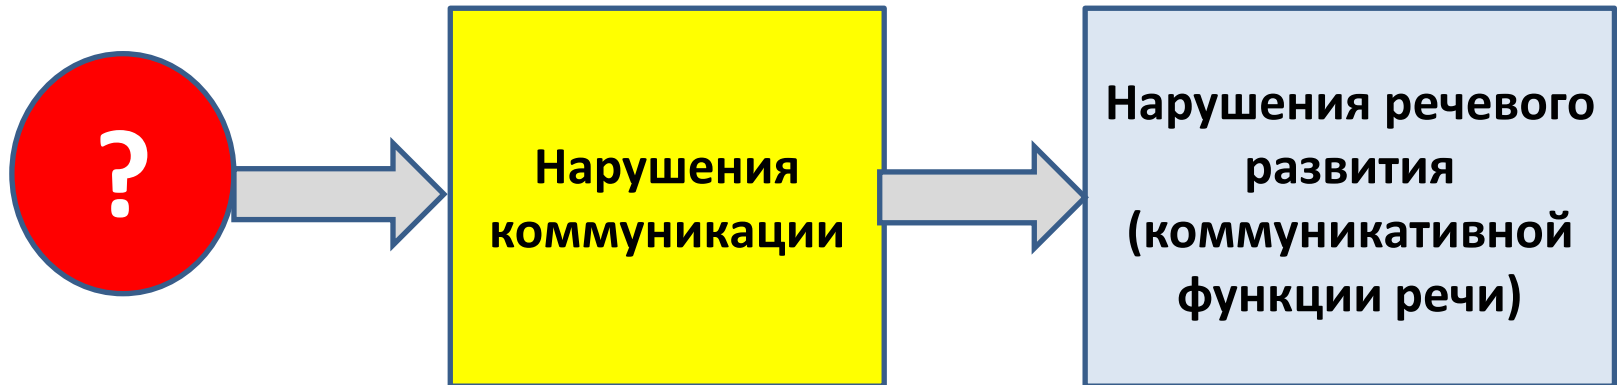 ?
Нарушения
коммуникации
Нарушения речевого
развития
(коммуникативной
функции речи)